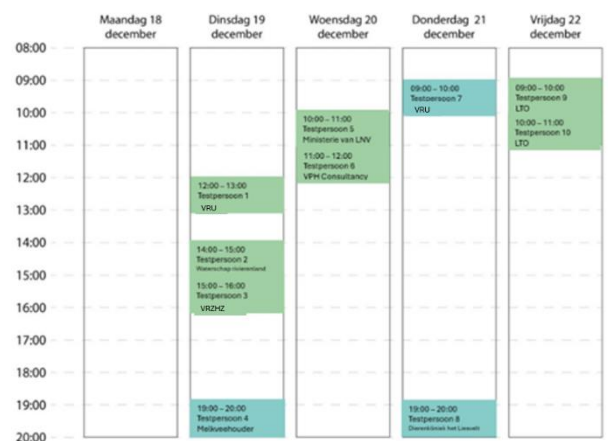 Maandag 18
december
Dinsdag 19
december
Woensdag 20
december
Donderdag 21
december
Vrijdag 22
december
08:00
09:00
10:00
11:00
12:00
13:00
14:00
15:00
16:00
17:00
18:00
19:00
20:00
12:00 – 13:00
Testpersoon 1
VRU
14:00 – 15:00
Testpersoon 2
Waterschap rivierenland
15:00 – 16:00
Testpersoon 3
VRZHZ
19:00 – 20:00
Testpersoon 4
Melkveehouder
10:00 – 11:00
Testpersoon 5
Ministerie van LNV
11:00 – 12:00
Testpersoon 6
VPH Consultancy
09:00 – 10:00
Testpersoon 7
VRU
19:00 – 20:00
Testpersoon 8
Dierenkliniek het
09:00 – 10:00
Testpersoon 9
LTO
10:00 – 11:00
Testpersoon 10
LTO